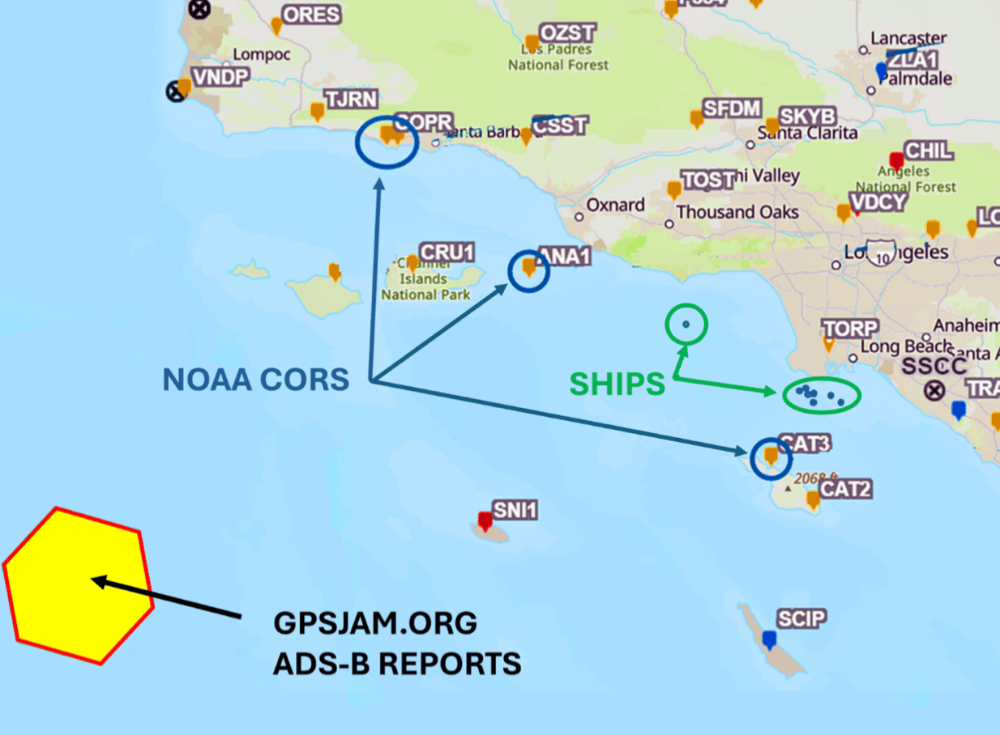 ORES
OZST
Los Padres
National Forest
Lancaster
ZLA1
Palmdale
Lompoc
VNDP
TJRN
COPR
CSST
SFDM
SKYB
Santa Clarita
CHIL
Angeles
National Forest
TOST
Oxnard
Thousand Oaks
VDCY
10
CRU1
Channel
Islands
National Park
ANA1
TORP
Anaheim
Long Beach
SSCC
NOAA CORS
SHIPS
CAT3
2068 ft
CAT2
SNI1
SCIP
GPSJAM.ORG
ADS-B REPORTS